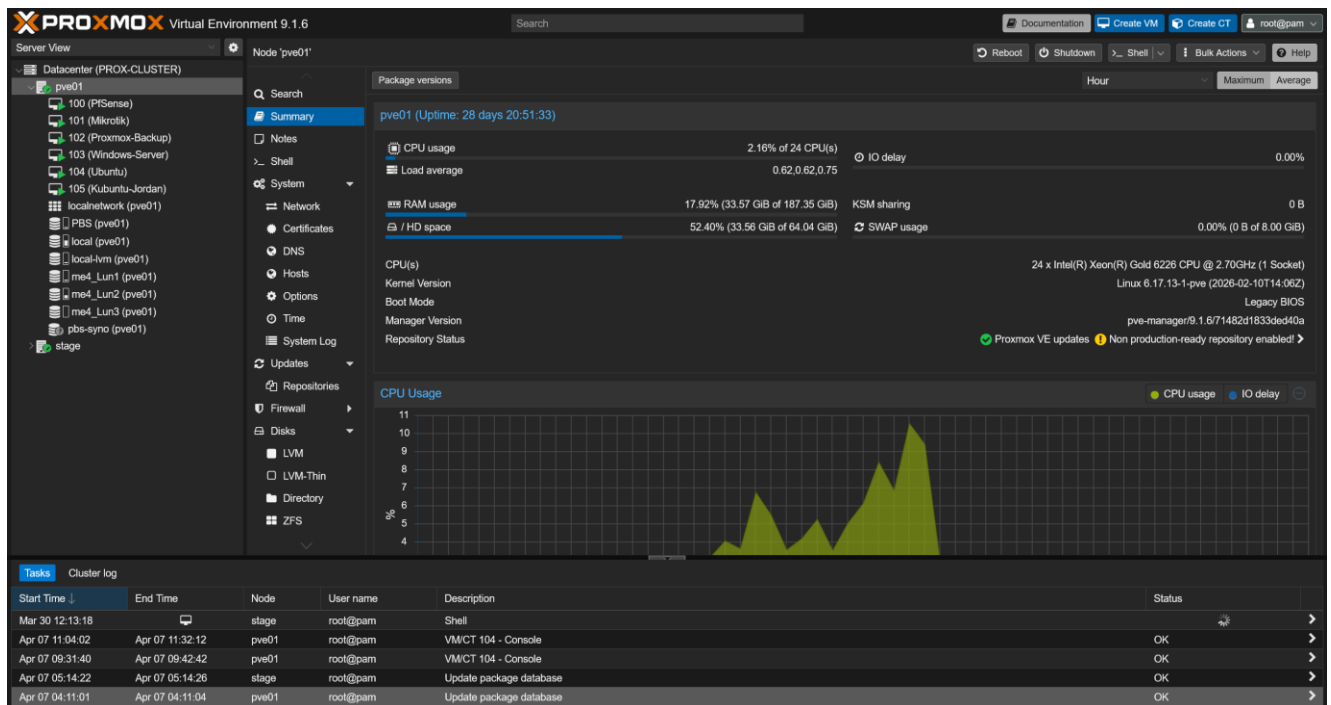 PROXMOX Virtual Environment 9.1.6
Search
Documentation
Create VM
Create CT
root@pam
Server View
Datacenter (PROX-CLUSTER)
pve01
100 (PfSense)
101 (Mikrotik)
102 (Proxmox-Backup)
103 (Windows-Server)
104 (Ubuntu)
105 (Kubuntu-Jordan)
localnetwork (pve01)
PBS (pve01)
local (pve01)
local-lvm (pve01)
me4_Lun1 (pve01)
me4_Lun2 (pve01)
me4_Lun3 (pve01)
pbs-syno (pve01)
stage
Node 'pve01'
Reboot
Shutdown
Shell
Bulk Actions
Help
Search
Summary
Notes
Shell
System
Network
Certificates
DNS
Hosts
Options
Time
System Log
Updates
Repositories
Firewall
Disks
LVM
LVM-Thin
Directory
ZFS
Package versions
Hour
Maximum
Average
pve01 (Uptime: 28 days 20:51:33)
CPU usage 2.16% of 24 CPU(s)
IO delay 0.00%
Load average 0.62,0.62,0.75
RAM usage 17.92% (33.57 GiB of 187.35 GiB)
KSM sharing 0 B
/ HD space 52.40% (33.56 GiB of 64.04 GiB)
SWAP usage 0.00% (0 B of 8.00 GiB)
CPU(s) 24 x Intel(R) Xeon(R) Gold 6226 CPU @ 2.70GHz (1 Socket)
Kernel Version Linux 6.17.13-1-pve (2026-02-10T14:06Z)
Boot Mode Legacy BIOS
Manager Version pve-manager/9.1.6/71482d1833ded40a
Repository Status Proxmox VE updates Non production-ready repository enabled!
CPU Usage
CPU usage
IO delay
11
10
9
8
7
6
5
4
%
Tasks
Cluster log
Start Time End Time Node User name Description Status
Mar 30 12:13:18 stage root@pam Shell
Apr 07 11:04:02 Apr 07 11:32:12 pve01 root@pam VM/CT 104 - Console OK
Apr 07 09:31:40 Apr 07 09:42:42 pve01 root@pam VM/CT 104 - Console OK
Apr 07 05:14:22 Apr 07 05:14:26 stage root@pam Update package database OK
Apr 07 04:11:01 Apr 07 04:11:04 pve01 root@pam Update package database OK